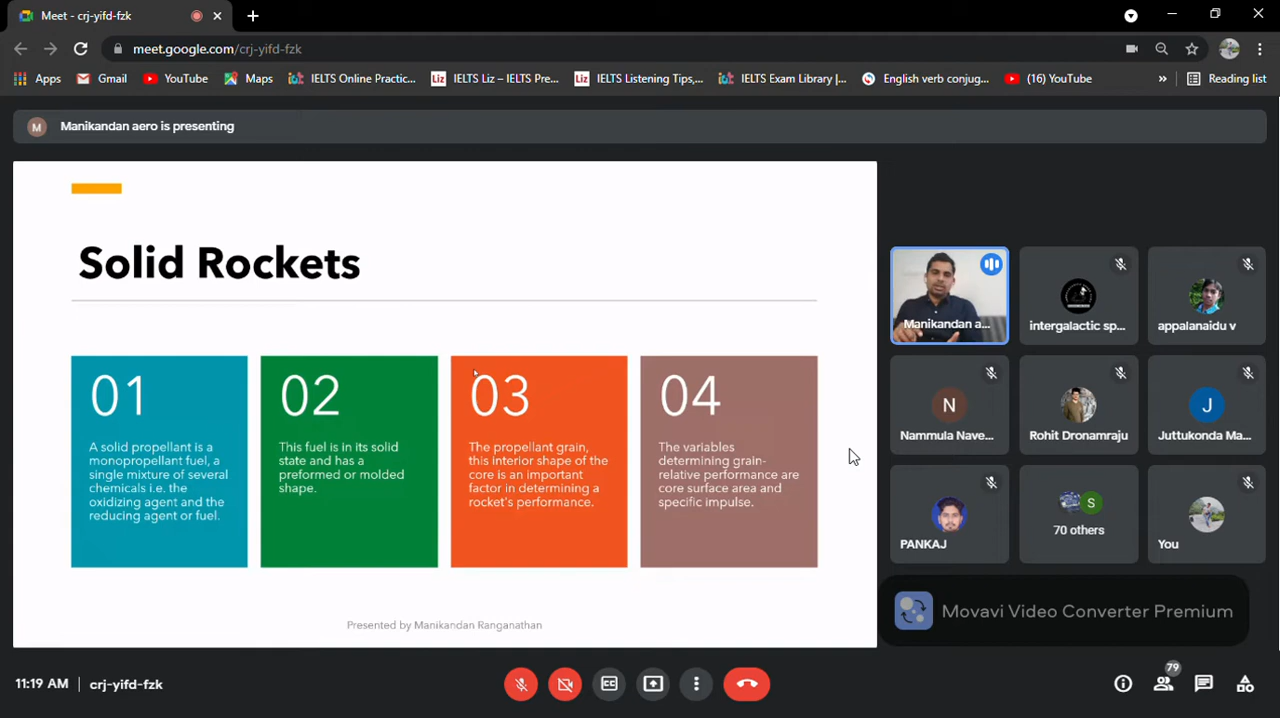 Meet - crj-yifd-fzk
meet.google.com/crj-yifd-fzk
Apps
Gmail
YouTube
Maps
IELTS Online Practic...
Liz
IELTS Liz – IELTS Pre...
Liz
IELTS Listening Tips,...
IELTS Exam Library |...
English verb conjug...
(16) YouTube
»
Reading list
M
Manikandan aero is presenting
Solid Rockets
01
A solid propellant is a
monopropellant fuel, a
single mixture of several
chemicals i.e. the
oxidizing agent and the
reducing agent or fuel.
02
This fuel is in its solid
state and has a
preformed or molded
shape.
03
The propellant grain,
this interior shape of the
core is an important
factor in determining a
rocket's performance.
04
The variables
determining grain-
relative performance are
core surface area and
specific impulse.
Presented by Manikandan Ranganathan
Manikandan a...
intergalactic sp...
appalanaidu v
N
Nammula Nave...
Rohit Dronamraju
J
Juttukonda Ma...
PANKAJ
S
70 others
You
Movavi Video Converter Premium
11:19 AM | crj-yifd-fzk
CC
79